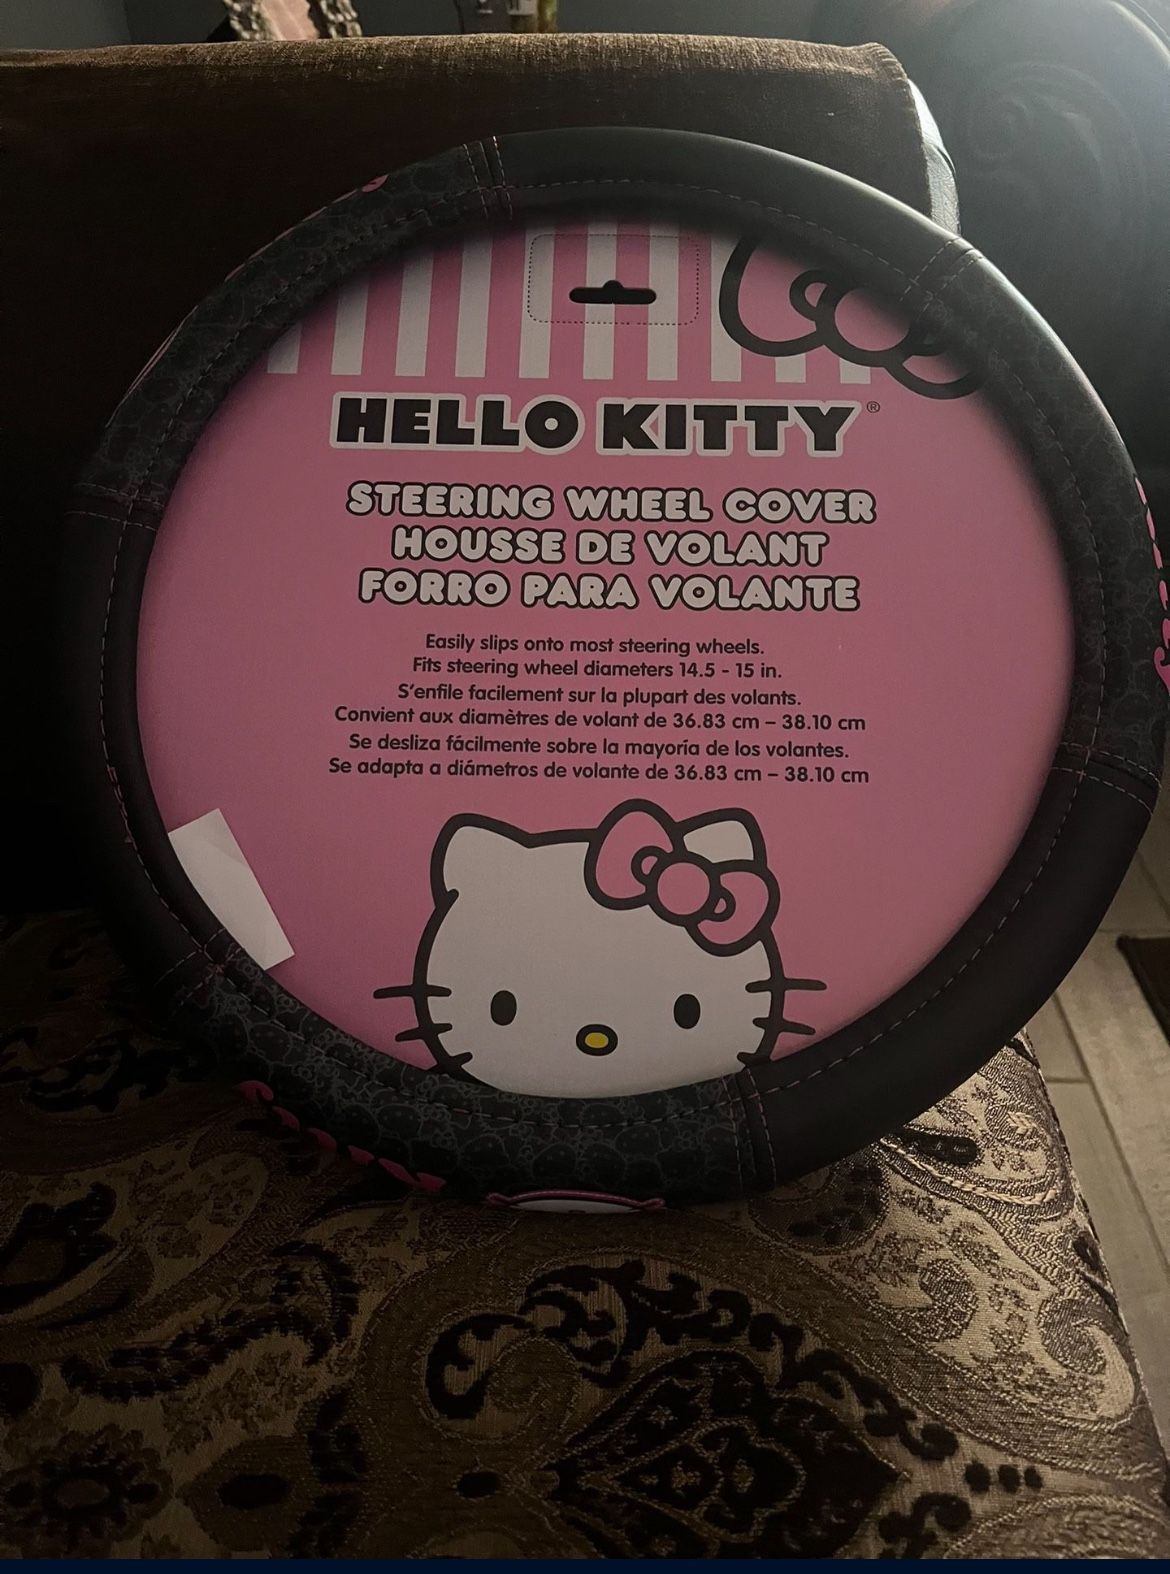 HELLO KITTY®
STEERING WHEEL COVER
HOUSSE DE VOLANT
FORRO PARA VOLANTE
Easily slips onto most steering wheels.
Fits steering wheel diameters 14.5 - 15 in.
S'enfile facilement sur la plupart des volants.
Convient aux diamètres de volant de 36.83 cm – 38.10 cm
Se desliza fácilmente sobre la mayoría de los volantes.
Se adapta a diámetros de volante de 36.83 cm – 38.10 cm